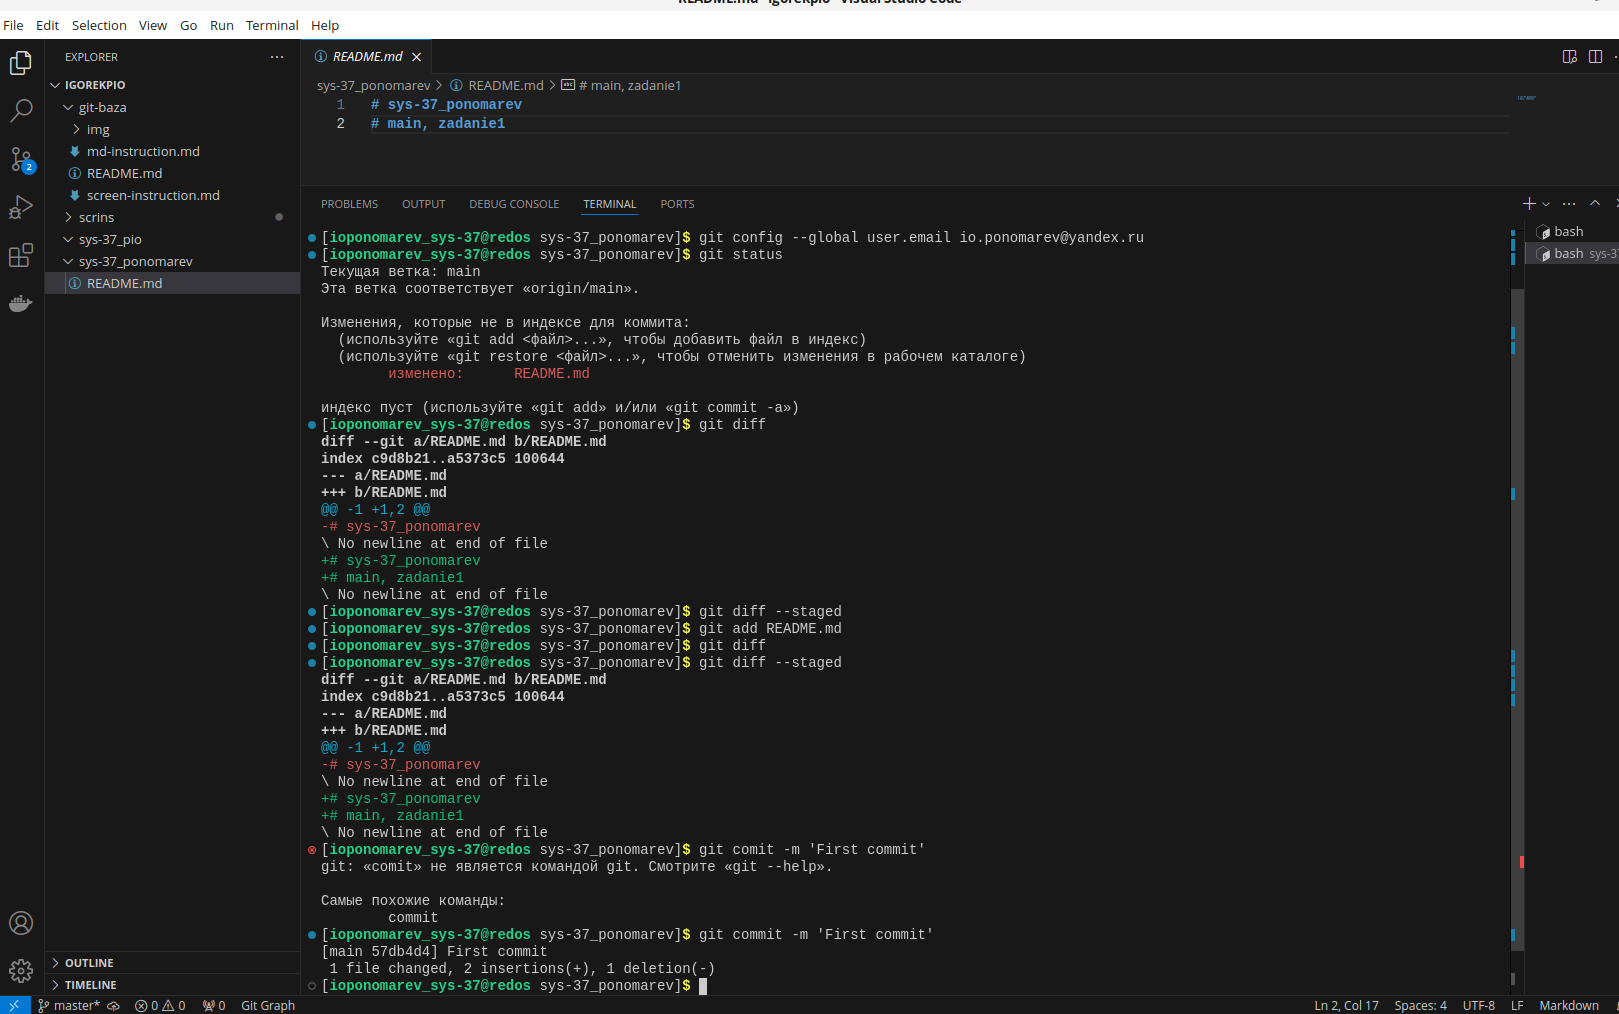 README.md - igorekpio - Visual Studio Code
File Edit Selection View Go Run Terminal Help
EXPLORER
IGOREKPIO
git-baza
img
md-instruction.md
README.md
screen-instruction.md
scrins
sys-37_pio
sys-37_ponomarev
README.md
OUTLINE
TIMELINE
2
README.md
sys-37_ponomarev > README.md > # main, zadanie1
1 # sys-37_ponomarev
2 # main, zadanie1
PROBLEMS OUTPUT DEBUG CONSOLE TERMINAL PORTS
bash
bash sys-37
[ioponomarev_sys-37@redos sys-37_ponomarev]$ git config --global user.email io.ponomarev@yandex.ru
[ioponomarev_sys-37@redos sys-37_ponomarev]$ git status
Текущая ветка: main
Эта ветка соответствует «origin/main».
Изменения, которые не в индексе для коммита:
(используйте «git add <файл>...», чтобы добавить файл в индекс)
(используйте «git restore <файл>...», чтобы отменить изменения в рабочем каталоге)
изменено: README.md
индекс пуст (используйте «git add» и/или «git commit -a»)
[ioponomarev_sys-37@redos sys-37_ponomarev]$ git diff
diff --git a/README.md b/README.md
index c9d8b21..a5373c5 100644
--- a/README.md
+++ b/README.md
@@ -1 +1,2 @@
-# sys-37_ponomarev
\ No newline at end of file
+# sys-37_ponomarev
+# main, zadanie1
\ No newline at end of file
[ioponomarev_sys-37@redos sys-37_ponomarev]$ git diff --staged
[ioponomarev_sys-37@redos sys-37_ponomarev]$ git add README.md
[ioponomarev_sys-37@redos sys-37_ponomarev]$ git diff
[ioponomarev_sys-37@redos sys-37_ponomarev]$ git diff --staged
diff --git a/README.md b/README.md
index c9d8b21..a5373c5 100644
--- a/README.md
+++ b/README.md
@@ -1 +1,2 @@
-# sys-37_ponomarev
\ No newline at end of file
+# sys-37_ponomarev
+# main, zadanie1
\ No newline at end of file
[ioponomarev_sys-37@redos sys-37_ponomarev]$ git comit -m 'First commit'
git: «comit» не является командой git. Смотрите «git --help».
Самые похожие команды:
commit
[ioponomarev_sys-37@redos sys-37_ponomarev]$ git commit -m 'First commit'
[main 57db4d4] First commit
1 file changed, 2 insertions(+), 1 deletion(-)
[ioponomarev_sys-37@redos sys-37_ponomarev]$
master* 0 0 0 Git Graph Ln 2, Col 17 Spaces: 4 UTF-8 LF Markdown